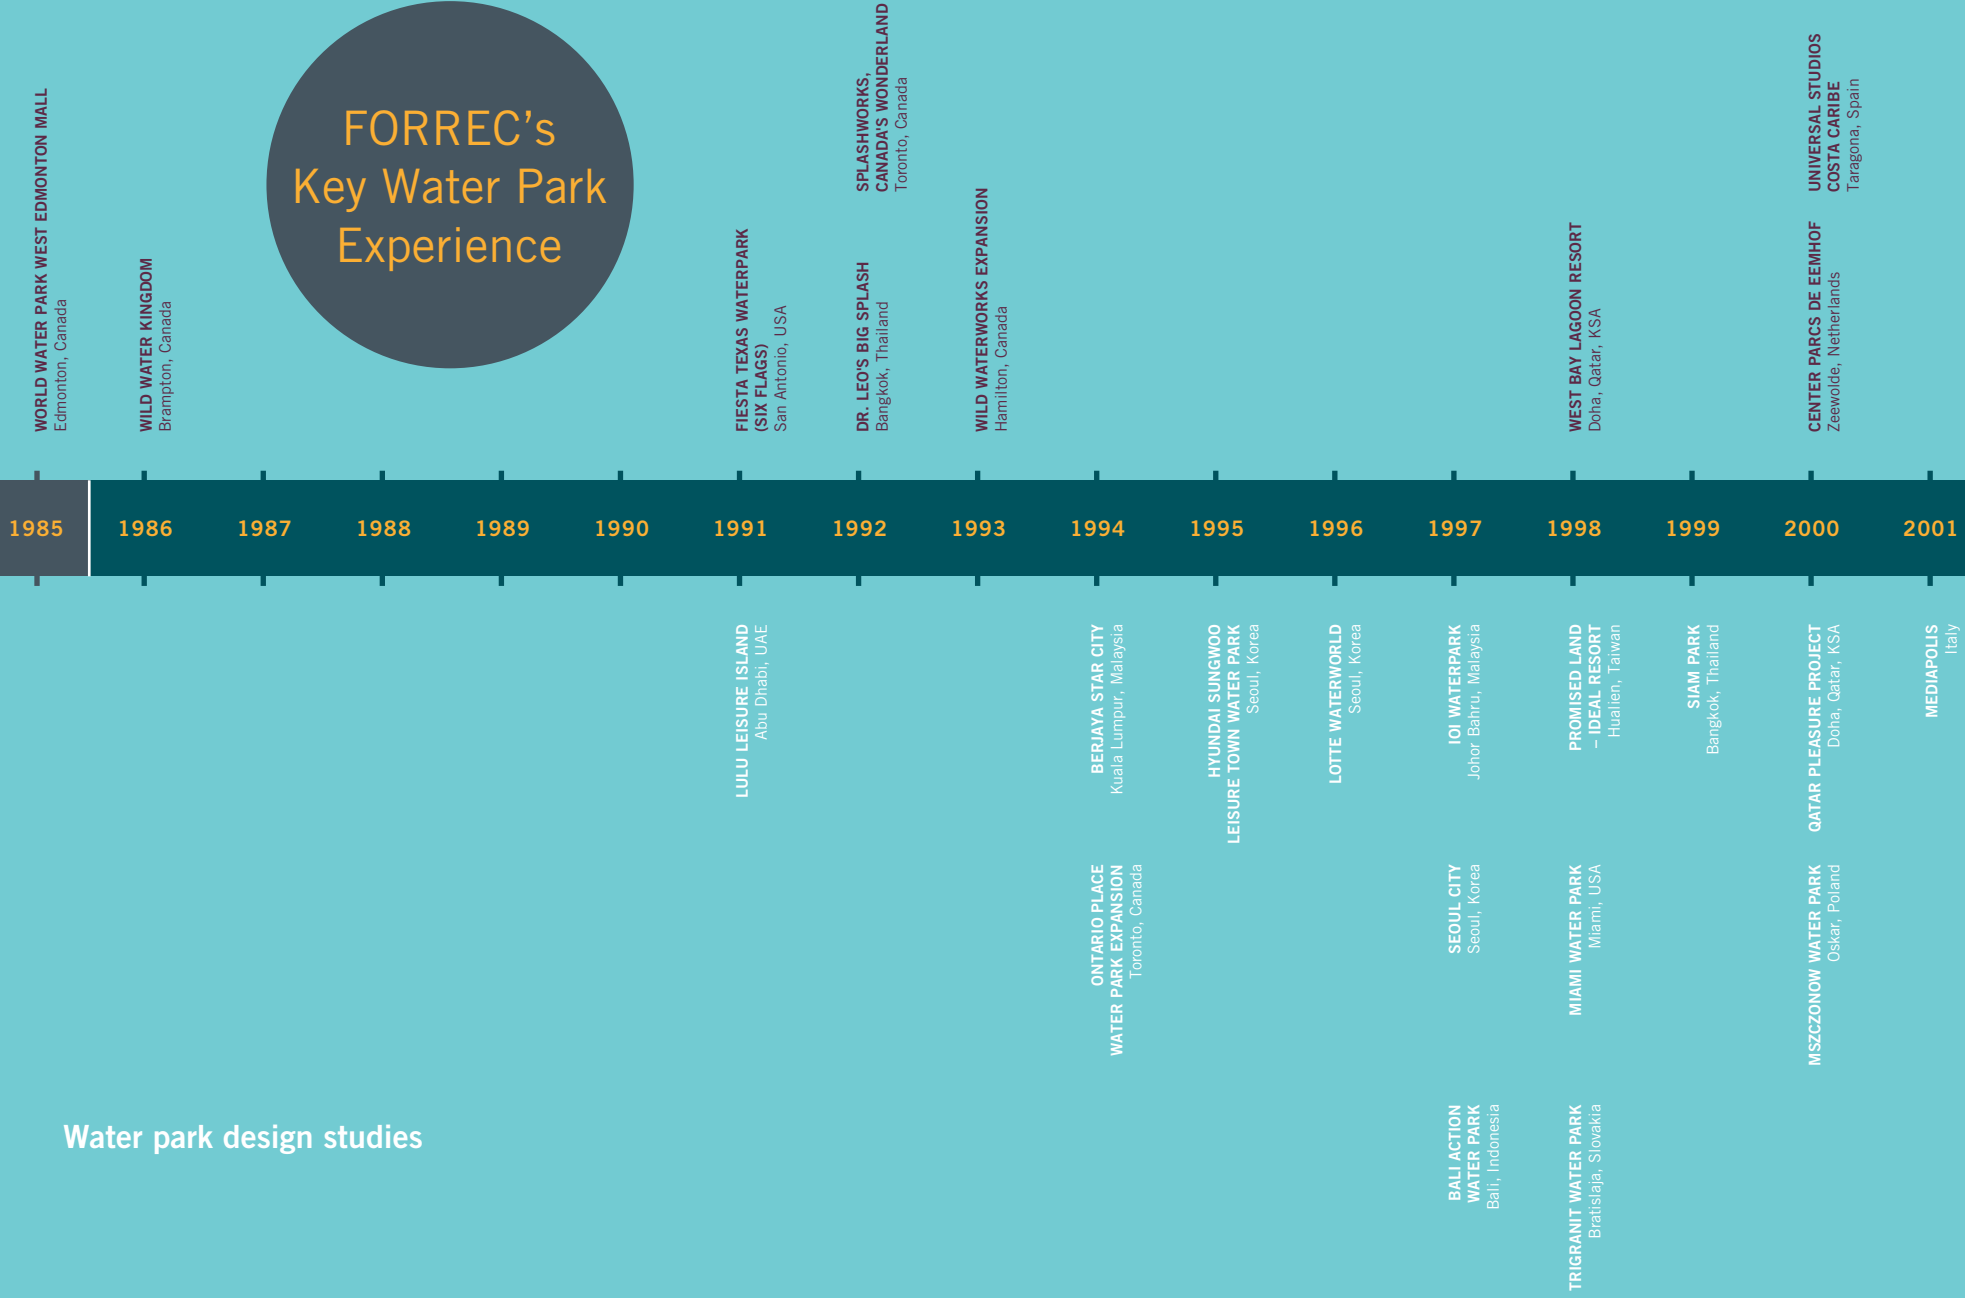 FORREC’s
Key Water Park
Experience
WORLD WATER PARK WEST EDMONTON MALL
Edmonton, Canada
WILD WATER KINGDOM
Brampton, Canada
FIESTA TEXAS WATERPARK
(SIX FLAGS)
San Antonio, USA
SPLASHWORKS,
CANADA'S WONDERLAND
Toronto, Canada
DR. LEO'S BIG SPLASH
Bangkok, Thailand
WILD WATERWORKS EXPANSION
Hamilton, Canada
WEST BAY LAGOON RESORT
Doha, Qatar, KSA
UNIVERSAL STUDIOS
COSTA CARIBE
Taragona, Spain
CENTER PARCS DE EEMHOF
Zeewolde, Netherlands
1985
1986
1987
1988
1989
1990
1991
1992
1993
1994
1995
1996
1997
1998
1999
2000
2001
LULU LEISURE ISLAND
Abu Dhabi, UAE
BERJAYA STAR CITY
Kuala Lumpur, Malaysia
ONTARIO PLACE
WATER PARK EXPANSION
Toronto, Canada
HYUNDAI SUNGWOO
LEISURE TOWN WATER PARK
Seoul, Korea
LOTTE WATERWORLD
Seoul, Korea
IOI WATERPARK
Johor Bahru, Malaysia
SEOUL CITY
Seoul, Korea
BALI ACTION
WATER PARK
Bali, Indonesia
PROMISED LAND
– IDEAL RESORT
Hualien, Taiwan
MIAMI WATER PARK
Miami, USA
TRIGRANIT WATER PARK
Bratislaja, Slovakia
SIAM PARK
Bangkok, Thailand
QATAR PLEASURE PROJECT
Doha, Qatar, KSA
MSZCZONOW WATER PARK
Oskar, Poland
MEDIAPOLIS
Italy
Water park design studies